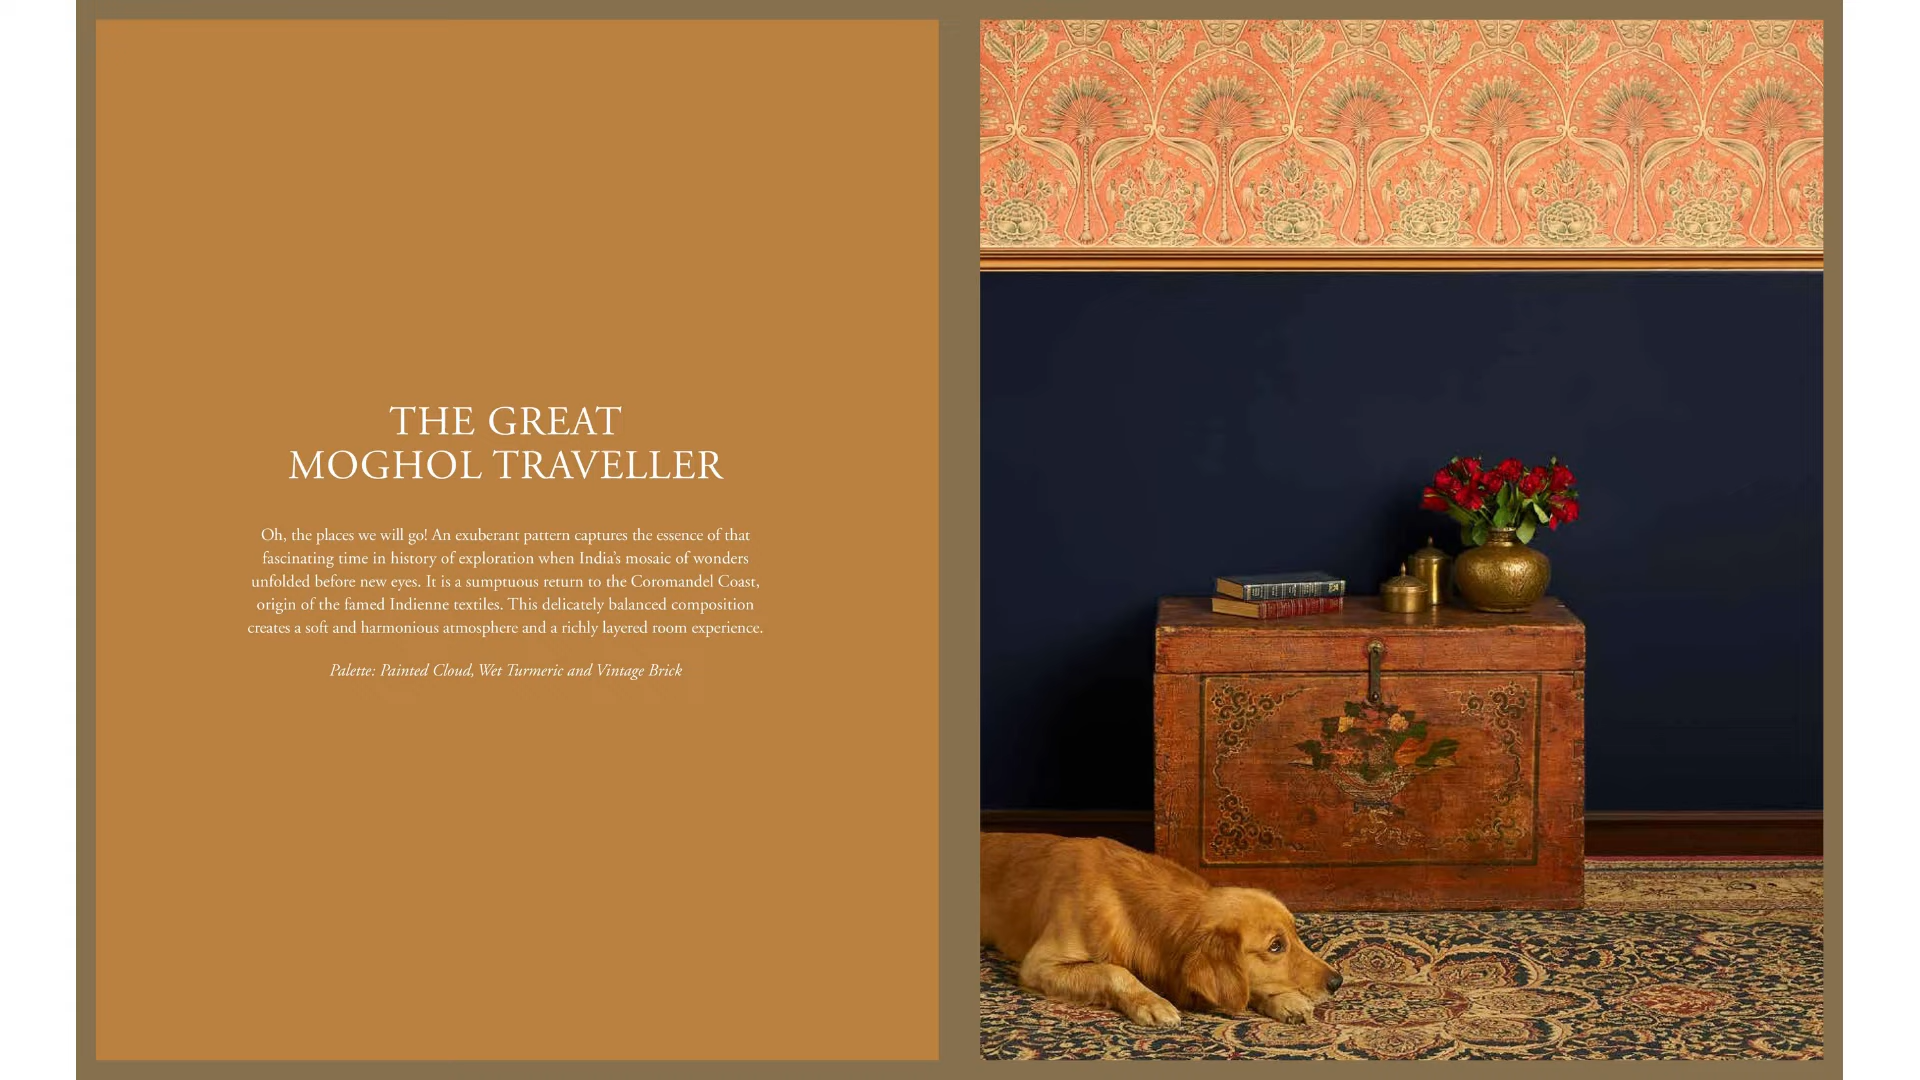 THE GREAT
MOGHOL TRAVELLER
Oh, the places we will go! An exuberant pattern captures the essence of that
fascinating time in history of exploration when India's mosaic of wonders
unfolded before new eyes. It is a sumptuous return to the Coromandel Coast,
origin of the famed Indienne textiles. This delicately balanced composition
creates a soft and harmonious atmosphere and a richly layered room experience.
Palette: Painted Cloud, Wet Turmeric and Vintage Brick